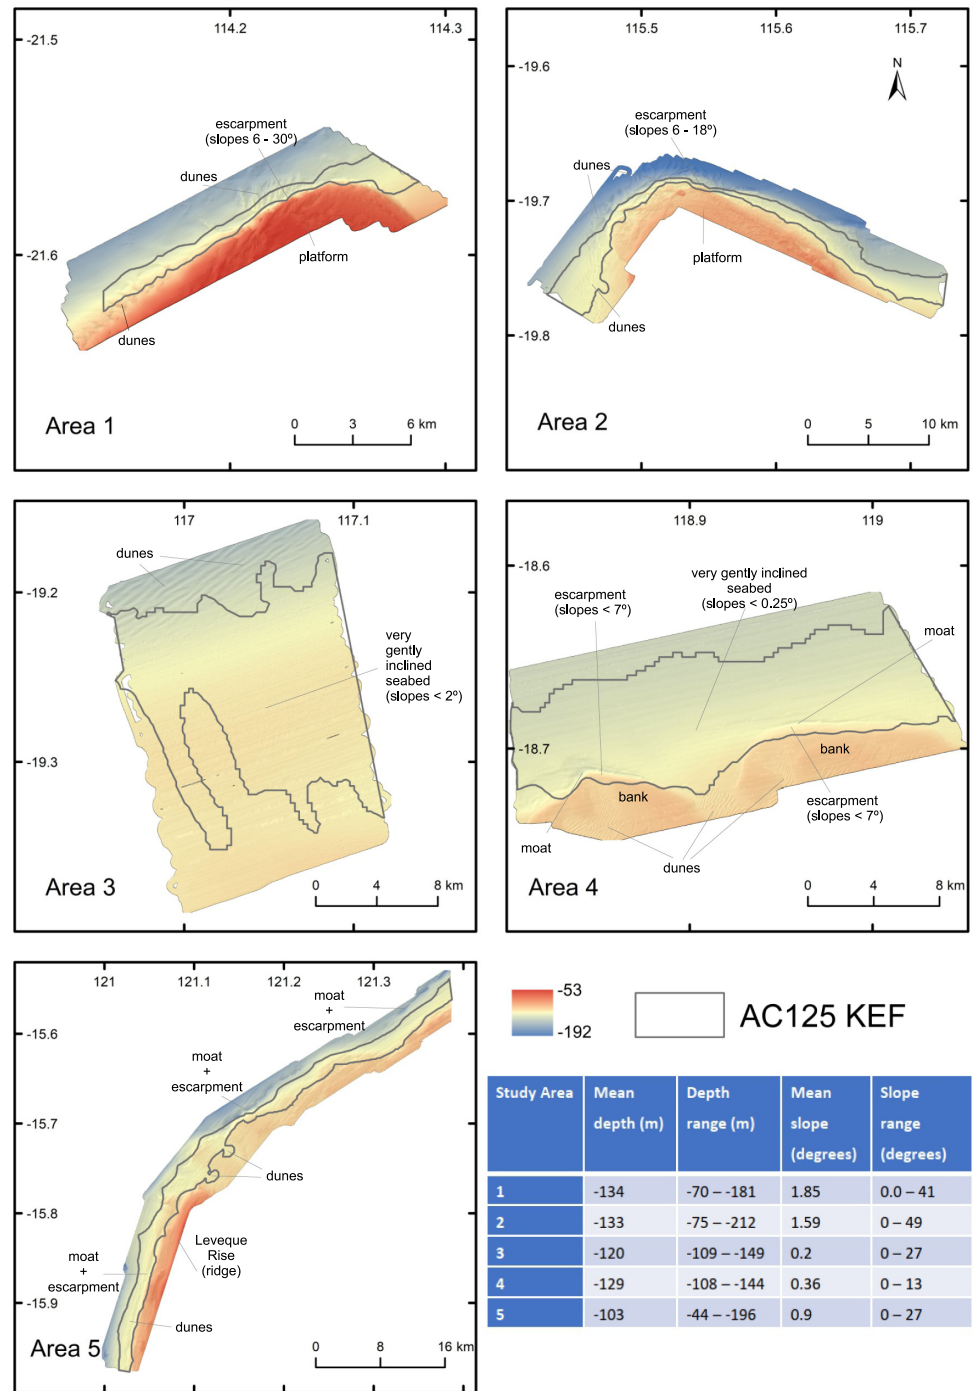 114.2
114.3
-21.5
-21.6
escarpment
(slopes 6 - 30º)
dunes
platform
dunes
Area 1
0 3 6 km
115.5
115.6
115.7
-19.6
-19.7
-19.8
N
escarpment
(slopes 6 - 18º)
dunes
platform
dunes
Area 2
0 5 10 km
117
117.1
-19.2
-19.3
dunes
very
gently
inclined
seabed
(slopes < 2º)
Area 3
0 4 8 km
118.9
119
-18.6
-18.7
very gently inclined
seabed
(slopes < 0.25º)
escarpment
(slopes < 7º)
moat
bank
bank
escarpment
(slopes < 7º)
moat
dunes
Area 4
0 4 8 km
121
121.1
121.2
121.3
-15.6
-15.7
-15.8
-15.9
moat
+
escarpment
moat
+
escarpment
dunes
Leveque
Rise
(ridge)
moat
+
escarpment
dunes
Area 5
0 8 16 km
-53
-192
AC125 KEF
Study Area Mean Depth Mean Slope
depth (m) range (m) slope range
(degrees) (degrees)
1 -134 -70 – -181 1.85 0.0 – 41
2 -133 -75 – -212 1.59 0 – 49
3 -120 -109 – -149 0.2 0 – 27
4 -129 -108 – -144 0.36 0 – 13
5 -103 -44 – -196 0.9 0 – 27